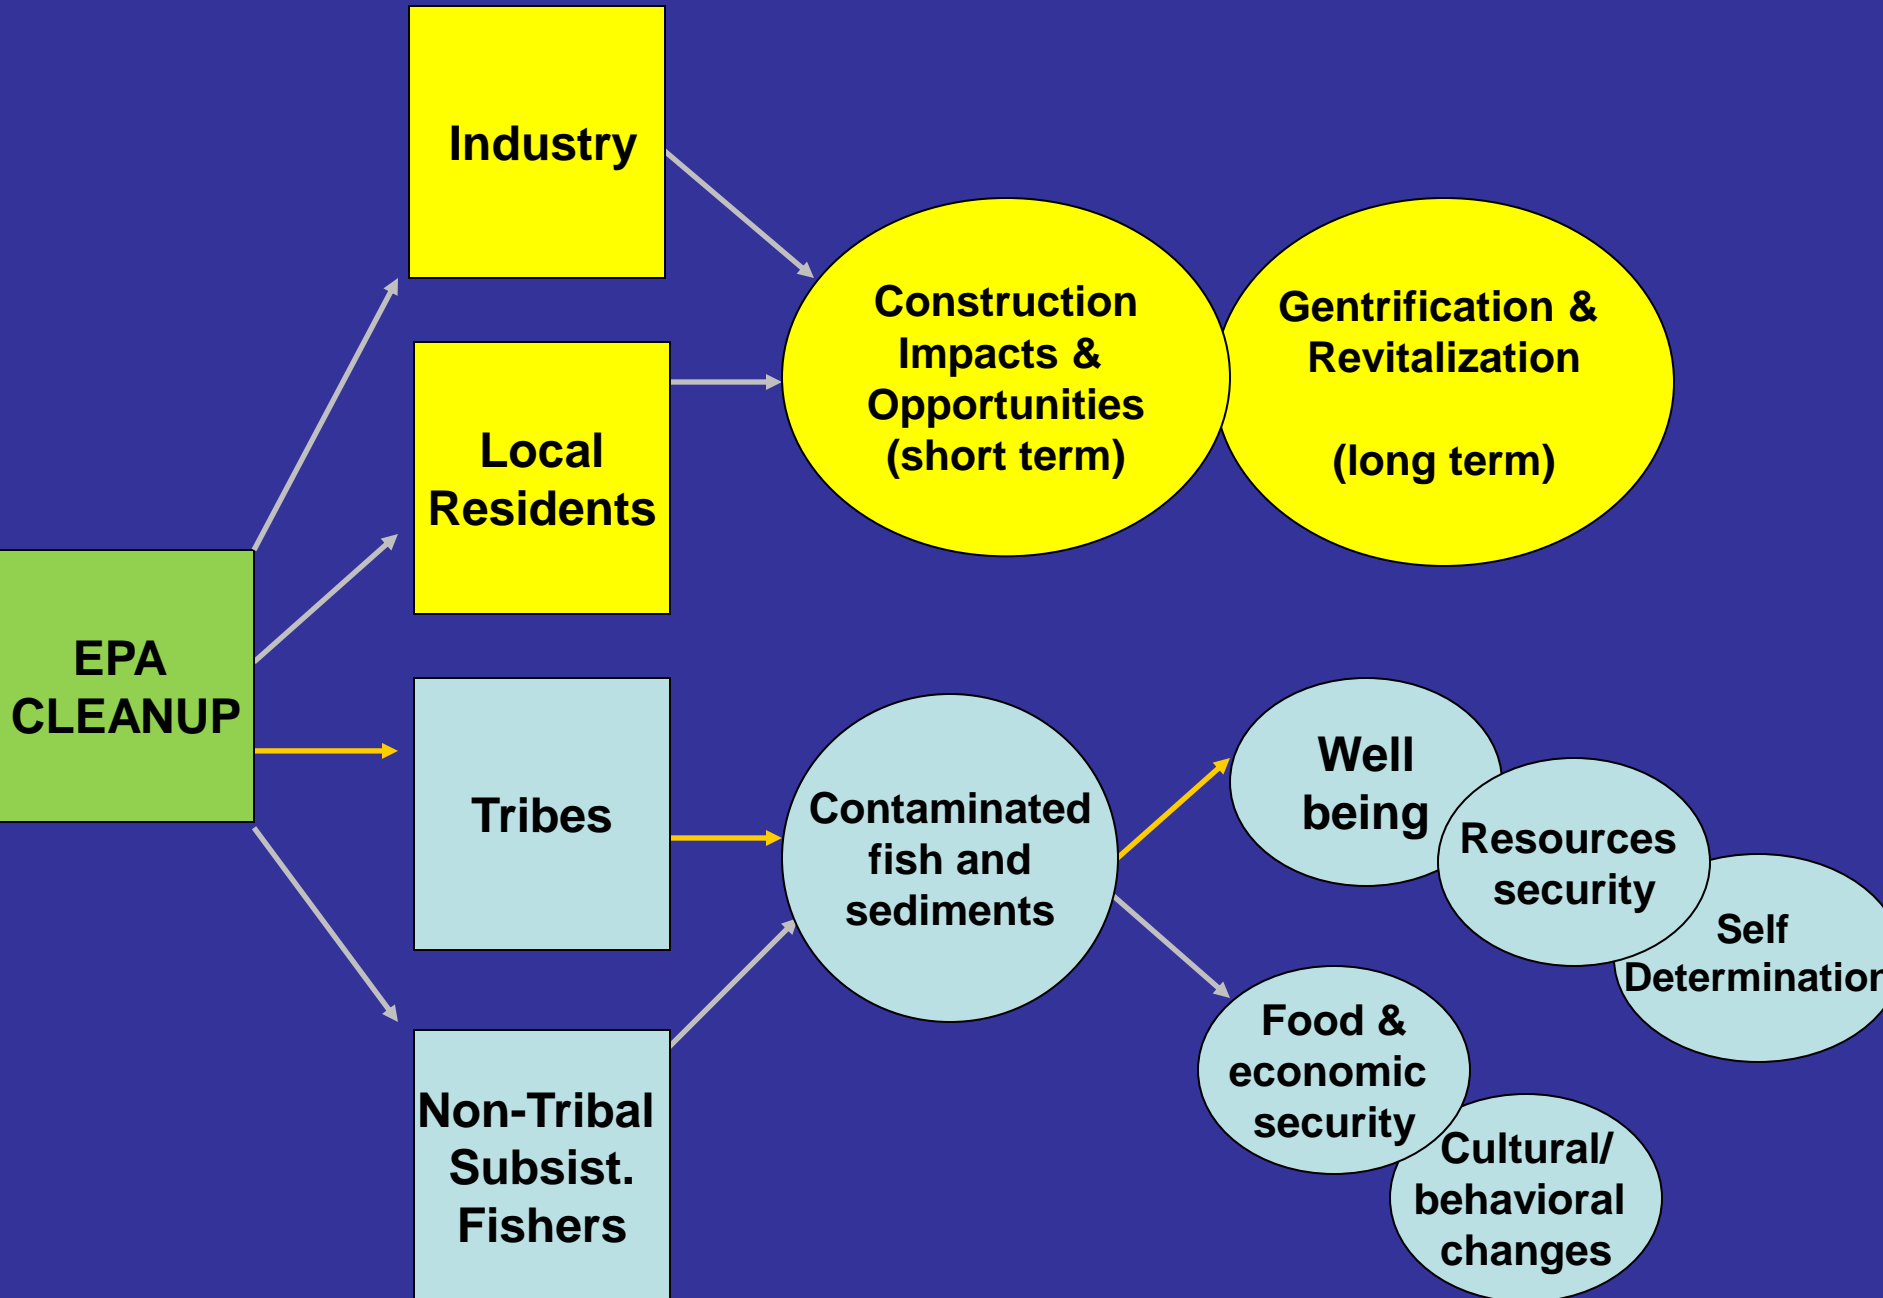 Industry
Local
Residents
EPA
CLEANUP
Tribes
Non-Tribal
Subsist.
Fishers
Construction
Impacts &
Opportunities
(short term)
Gentrification &
Revitalization
(long term)
Contaminated
fish and
sediments
Well
being
Resources
security
Self
Determination
Food &
economic
security
Cultural/
behavioral
changes